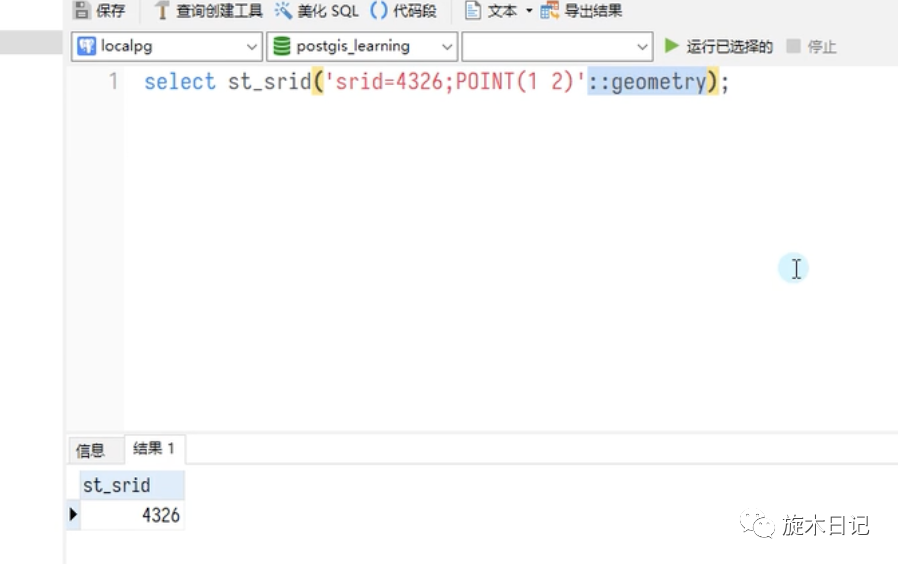 保存 查询创建工具 美化 SQL () 代码段 文本 导出结果
localpg postgis_learning 运行已选择的 停止
1 select st_srid('srid=4326;POINT(1 2)'::geometry);
信息 结果 1
st_srid
4326
旋木日记